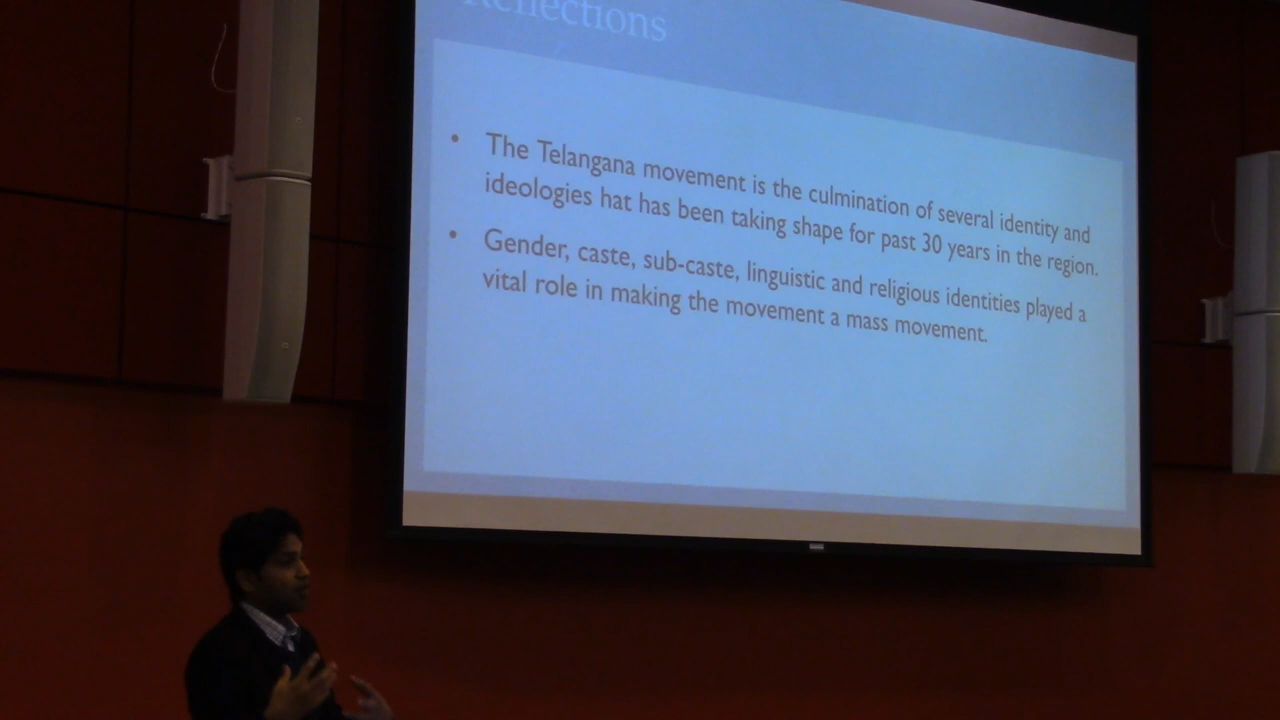 Reflections
• The Telangana movement is the culmination of several identity and
ideologies hat has been taking shape for past 30 years in the region.
• Gender, caste, sub-caste, linguistic and religious identities played a
vital role in making the movement a mass movement.